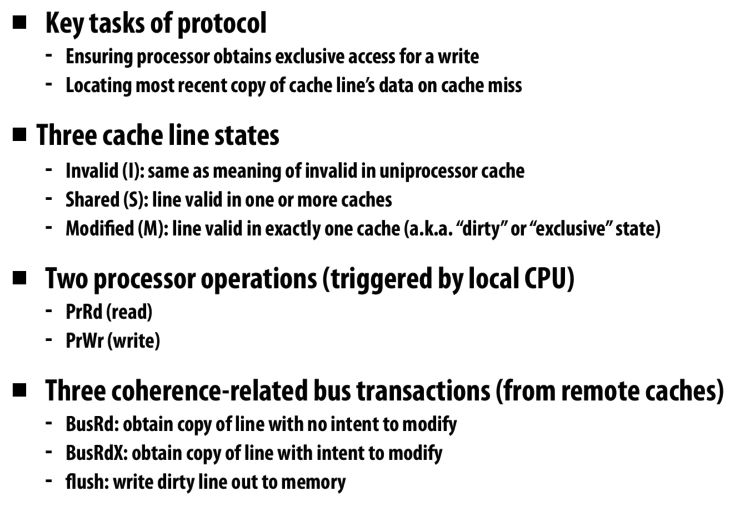 ■ Key tasks of protocol
- Ensuring processor obtains exclusive access for a write
- Locating most recent copy of cache line’s data on cache miss
■ Three cache line states
- Invalid (I): same as meaning of invalid in uniprocessor cache
- Shared (S): line valid in one or more caches
- Modified (M): line valid in exactly one cache (a.k.a. “dirty” or “exclusive” state)
■ Two processor operations (triggered by local CPU)
- PrRd (read)
- PrWr (write)
■ Three coherence-related bus transactions (from remote caches)
- BusRd: obtain copy of line with no intent to modify
- BusRdX: obtain copy of line with intent to modify
- flush: write dirty line out to memory